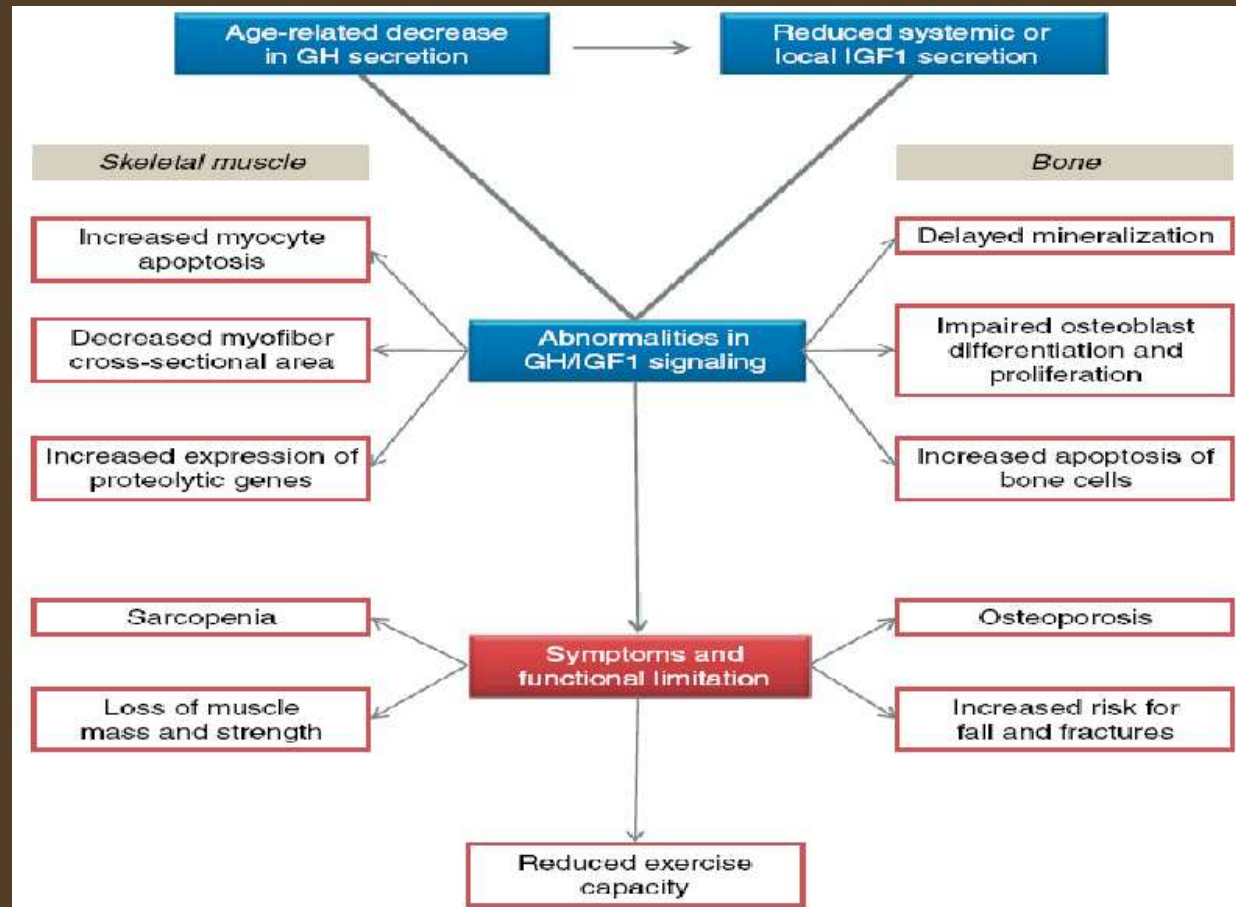 Age-related decrease
in GH secretion
Reduced systemic or
local IGF1 secretion
Skeletal muscle
Bone
Increased myocyte
apoptosis
Delayed mineralization
Decreased myofiber
cross-sectional area
Abnormalities in
GH/IGF1 signaling
Impaired osteoblast
differentiation and
proliferation
Increased expression of
proteolytic genes
Increased apoptosis of
bone cells
Sarcopenia
Osteoporosis
Symptoms and
functional limitation
Loss of muscle
mass and strength
Increased risk for
fall and fractures
Reduced exercise
capacity